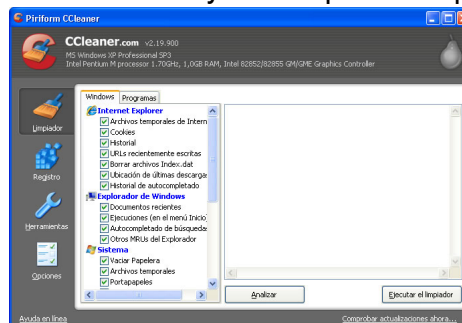 Piriform CCleaner
CCleaner.com v2.19.900
MS Windows XP Professional SP3
Intel Pentium M processor 1.70GHz, 1,0GB RAM, Intel 82852/82855 GM/GME Graphics Controller
Limpiador
Registro
Herramientas
Opciones
Windows
Programas
Internet Explorer
Archivos temporales de Intern
Cookies
Historial
URLs recientemente escritas
Borrar archivos Index.dat
Ubicación de últimas descargas
Historial de autocompletado
Explorador de Windows
Documentos recientes
Ejecuciones (en el menú Inicio)
Autocompletado de búsquedas
Otros MRUs del Explorador
Sistema
Vaciar Papelera
Archivos temporales
Portapapeles
Analizar
Ejecutar el limpiador
Ayuda en línea
Comprobar actualizaciones ahora...